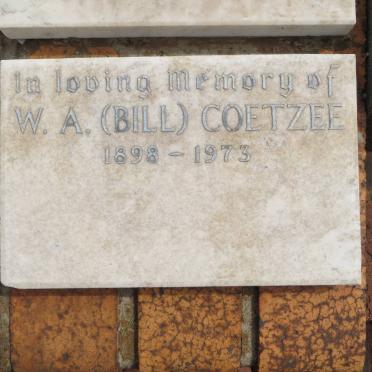 In loving Memory of
W. A. (BILL) COETZEE
1898 - 1973